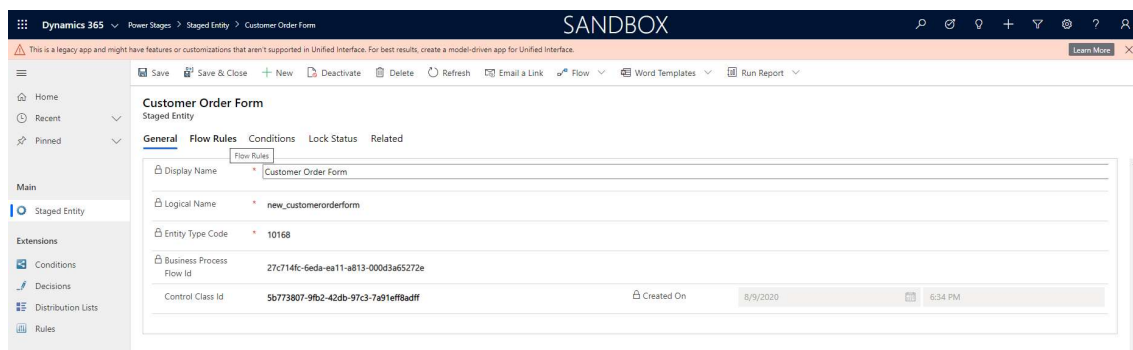 Dynamics 365 Power Stages > Staged Entity > Customer Order Form SANDBOX
This is a legacy app and might have features or customizations that aren't supported in Unified Interface. For best results, create a model-driven app for Unified Interface. Learn More
Save Save & Close New Deactivate Delete Refresh Email a Link Flow Word Templates Run Report
Home
Recent
Pinned
Main
Staged Entity
Extensions
Conditions
Decisions
Distribution Lists
Rules
Customer Order Form
Staged Entity
General Flow Rules Conditions Lock Status Related
Flow Rules
Display Name * Customer Order Form
Logical Name * new_customerorderform
Entity Type Code * 10168
Business Process
Flow Id
27c714fc-6eda-ea11-a813-000d3a65272e
Control Class Id 5b773807-9fb2-42db-97c3-7a91eff8adff Created On 8/9/2020 6:34 PM